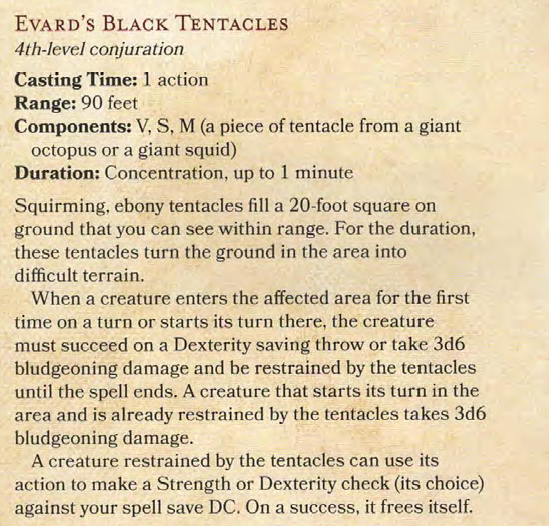 EVARD'S BLACK TENTACLES
4th-level conjuration
Casting Time: 1 action
Range: 90 feet
Components: V, S, M (a piece of tentacle from a giant
octopus or a giant squid)
Duration: Concentration, up to 1 minute
Squirming, ebony tentacles fill a 20-foot square on
ground that you can see within range. For the duration,
these tentacles turn the ground in the area into
difficult terrain.
When a creature enters the affected area for the first
time on a turn or starts its turn there, the creature
must succeed on a Dexterity saving throw or take 3d6
bludgeoning damage and be restrained by the tentacles
until the spell ends. A creature that starts its turn in the
area and is already restrained by the tentacles takes 3d6
bludgeoning damage.
A creature restrained by the tentacles can use its
action to make a Strength or Dexterity check (its choice)
against your spell save DC. On a success, it frees itself.